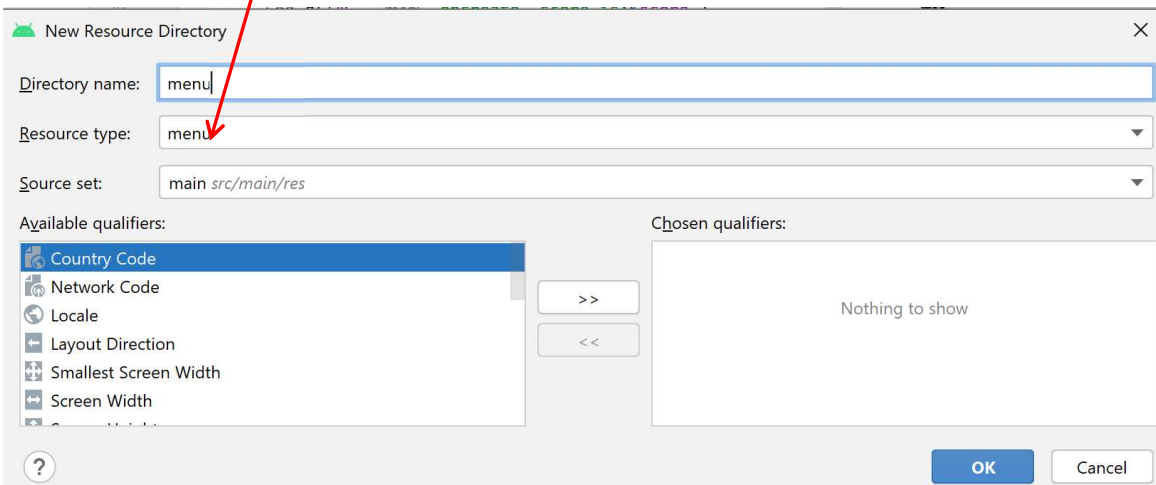 New Resource Directory
Directory name: menu
Resource type: menu
Source set: main src/main/res
Available qualifiers: Chosen qualifiers:
Country Code
Network Code
Locale
Layout Direction
Smallest Screen Width
Screen Width
>>
<<
Nothing to show
?
OK Cancel